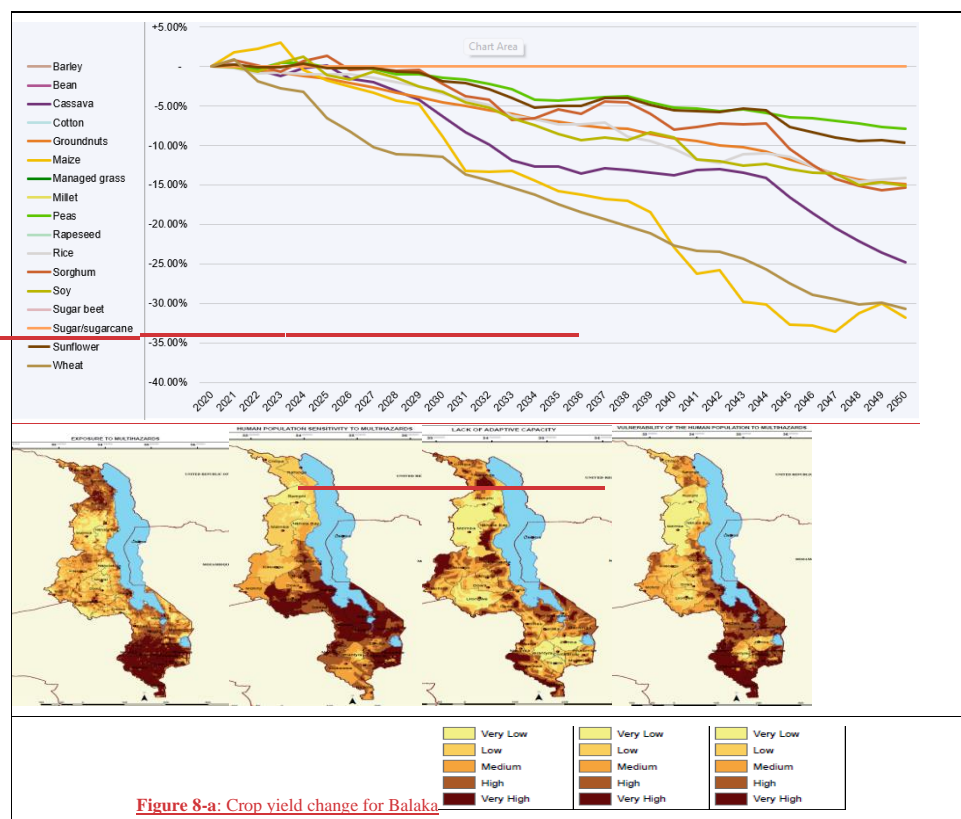 +5.00%
Chart Area
-
-5.00%
-10.00%
-15.00%
-20.00%
-25.00%
-30.00%
-35.00%
-40.00%
Barley
Bean
Cassava
Cotton
Groundnuts
Maize
Managed grass
Millet
Peas
Rapeseed
Rice
Sorghum
Soy
Sugar beet
Sugar/sugarcane
Sunflower
Wheat
2020 2021 2022 2023 2024 2025 2026 2027 2028 2029 2030 2031 2032 2033 2034 2035 2036 2037 2038 2039 2040 2041 2042 2043 2044 2045 2046 2047 2048 2049 2050
EXPOSURE TO MULTIHAZARDS
HUMAN POPULATION SENSITIVITY TO MULTIHAZARDS
LACK OF ADAPTIVE CAPACITY
VULNERABILITY OF THE HUMAN POPULATION TO MULTIHAZARDS
Very Low
Low
Medium
High
Very High
Very Low
Low
Medium
High
Very High
Very Low
Low
Medium
High
Very High
Figure 8-a: Crop yield change for Balaka